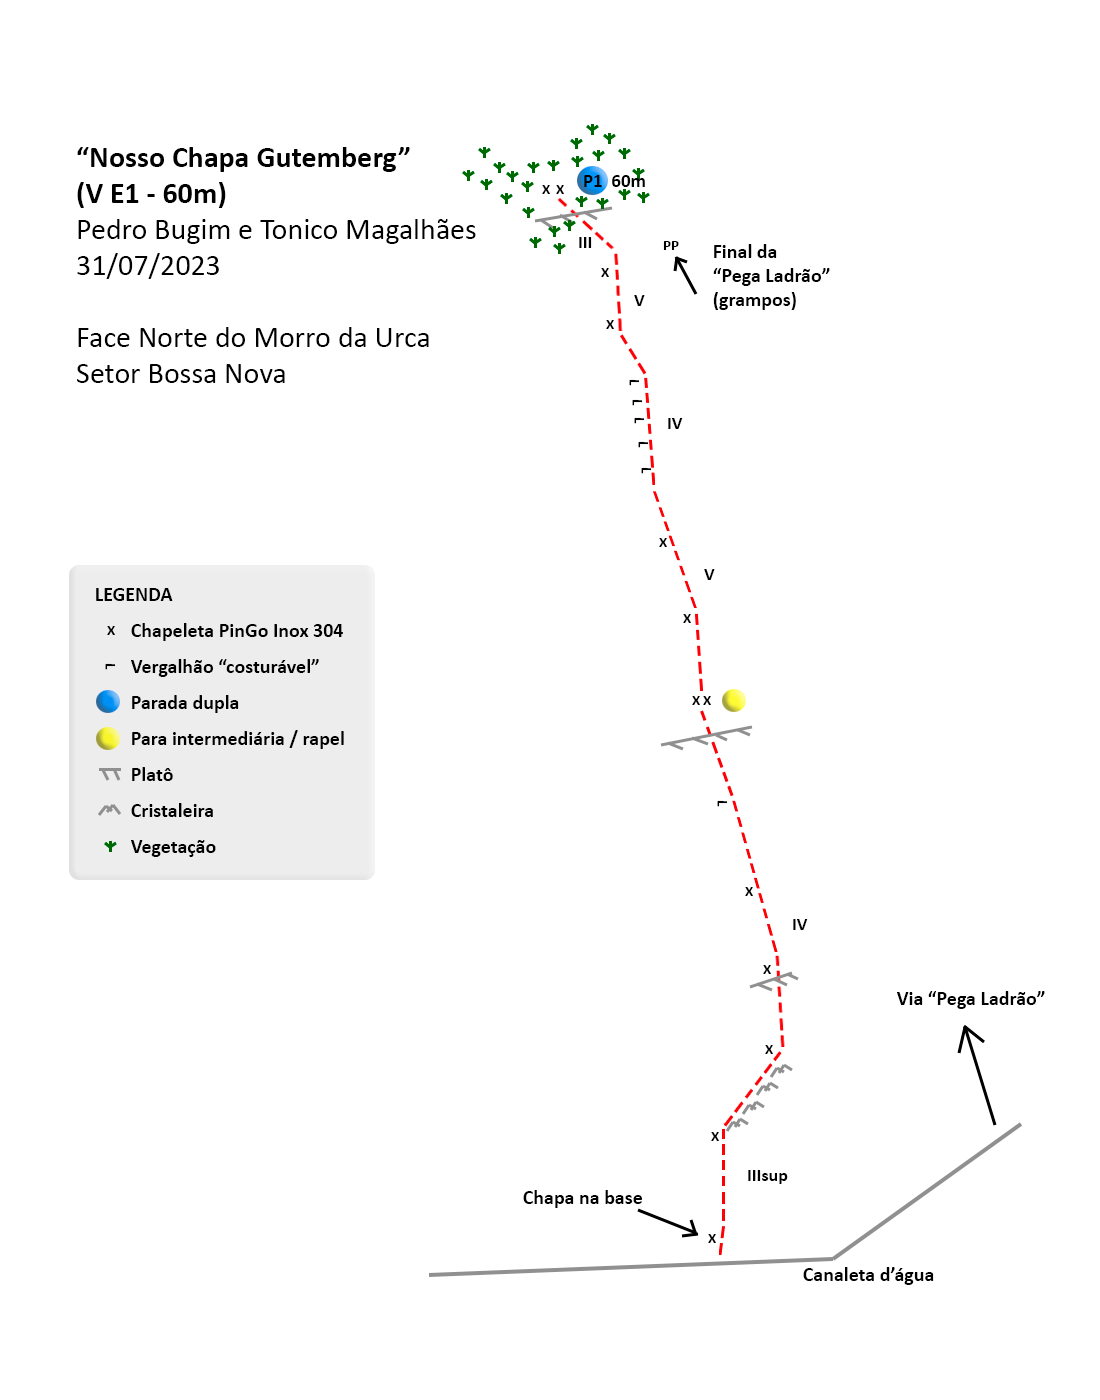 “Nosso Chapa Gutemberg”
(V E1 - 60m)
Pedro Bugim e Tonico Magalhães
31/07/2023
Face Norte do Morro da Urca
Setor Bossa Nova
x x
P1 60m
III
PP
Final da
“Pega Ladrão”
(grampos)
x
V
x
IV
x
V
x
x x
x
IV
x
x
x
IIIsup
Chapa na base
x
Via “Pega Ladrão”
Canaleta d’água
LEGENDA
x Chapeleta PinGo Inox 304
Vergalhão “costurável”
Parada dupla
Para intermediária / rapel
Platô
Cristaleira
Vegetação